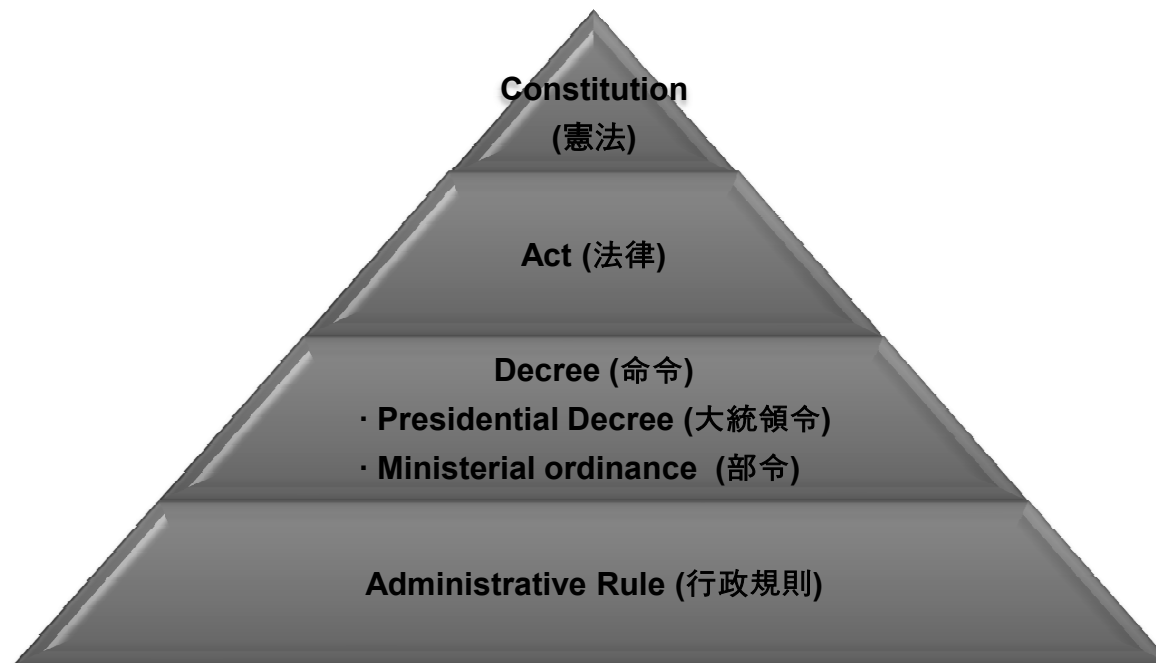 Constitution
(憲法)
Act (法律)
Decree (命令)
· Presidential Decree (大統領令)
· Ministerial ordinance (部令)
Administrative Rule (行政規則)